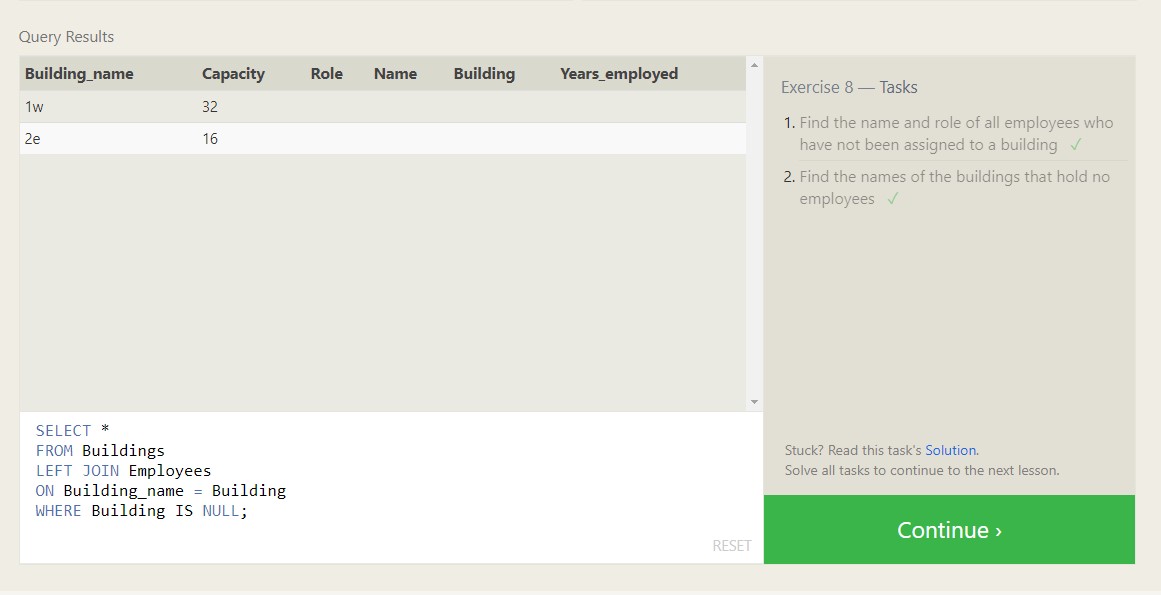 Query Results
Building_name Capacity Role Name Building Years_employed
1w 32
2e 16
SELECT *
FROM Buildings
LEFT JOIN Employees
ON Building_name = Building
WHERE Building IS NULL;
RESET
Exercise 8 — Tasks
1. Find the name and role of all employees who
have not been assigned to a building ✓
2. Find the names of the buildings that hold no
employees ✓
Stuck? Read this task's Solution.
Solve all tasks to continue to the next lesson.
Continue ›